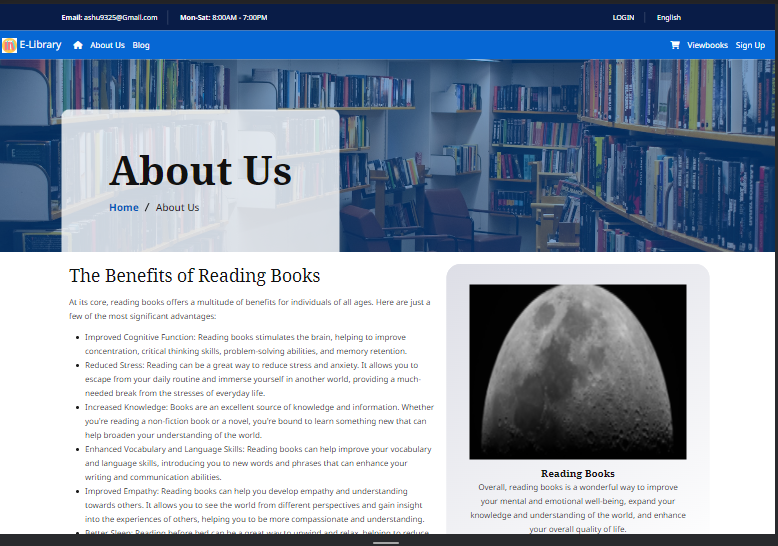 Email: ashu9325@Gmail.com Mon-Sat: 8:00AM - 7:00PM LOGIN English
E-Library About Us Blog Viewbooks Sign Up
About Us
Home / About Us
The Benefits of Reading Books
At its core, reading books offers a multitude of benefits for individuals of all ages. Here are just a
few of the most significant advantages:
• Improved Cognitive Function: Reading books stimulates the brain, helping to improve
concentration, critical thinking skills, problem-solving abilities, and memory retention.
• Reduced Stress: Reading can be a great way to reduce stress and anxiety. It allows you to
escape from your daily routine and immerse yourself in another world, providing a much-
needed break from the stresses of everyday life.
• Increased Knowledge: Books are an excellent source of knowledge and information. Whether
you're reading a non-fiction book or a novel, you're bound to learn something new that can
help broaden your understanding of the world.
• Enhanced Vocabulary and Language Skills: Reading books can help improve your vocabulary
and language skills, introducing you to new words and phrases that can enhance your
writing and communication abilities.
• Improved Empathy: Reading books can help you develop empathy and understanding
towards others. It allows you to see the world from different perspectives and gain insight
into the experiences of others, helping you to be more compassionate and understanding.
• Better Sleep: Reading before bed can be a great way to unwind and relax, helping to reduce
Reading Books
Overall, reading books is a wonderful way to improve
your mental and emotional well-being, expand your
knowledge and understanding of the world, and enhance
your overall quality of life.